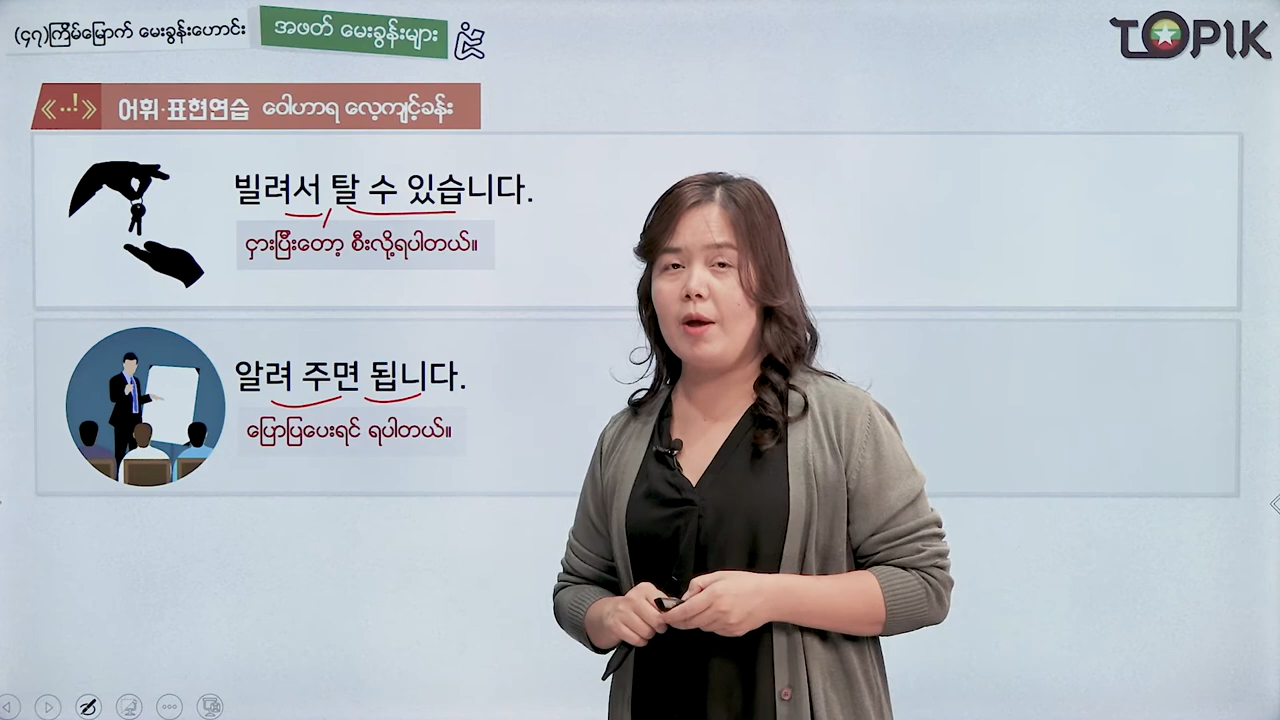 (၄၇)ကြိမ်မြောက် မေးခွန်းဟောင်း
အဖတ် မေးခွန်းများ
TOPIK
어휘·표현연습 ဝေါဟာရ လေ့ကျင့်ခန်း
빌려서 탈 수 있습니다.
ငှားပြီးတော့ စီးလို့ရပါတယ်။
알려 주면 됩니다.
ပြောပြပေးရင် ရပါတယ်။